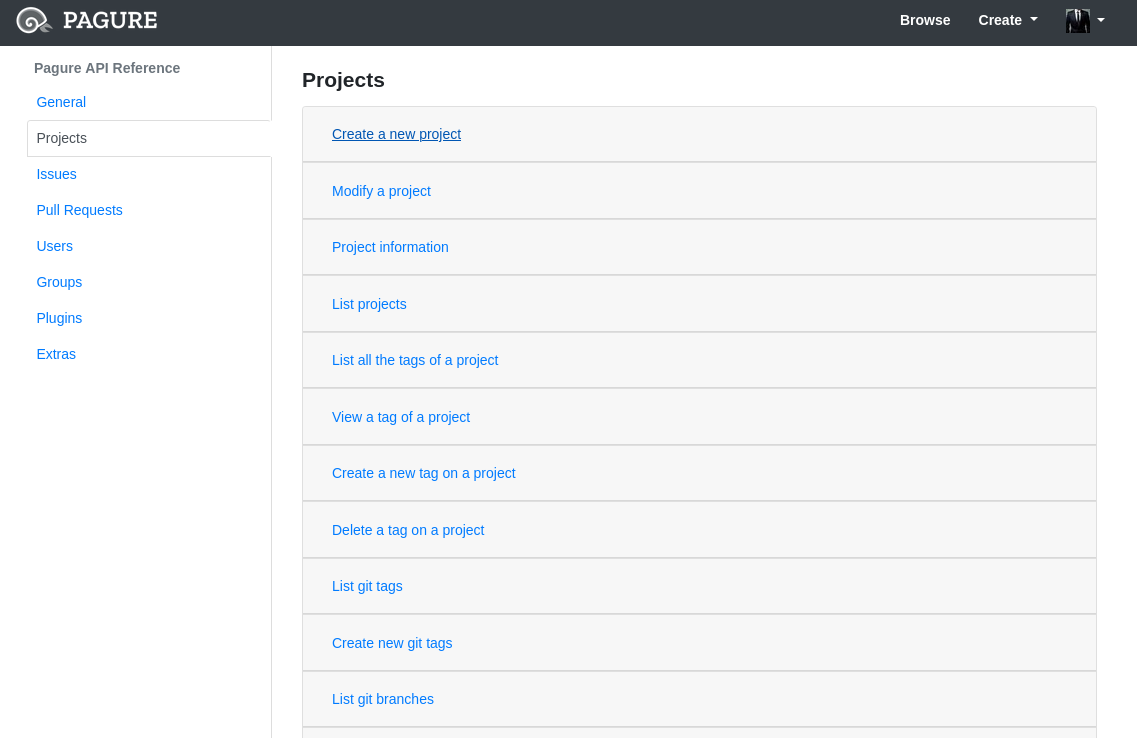 PAGURE
Browse
Create
Pagure API Reference
General
Projects
Issues
Pull Requests
Users
Groups
Plugins
Extras
Projects
Create a new project
Modify a project
Project information
List projects
List all the tags of a project
View a tag of a project
Create a new tag on a project
Delete a tag on a project
List git tags
Create new git tags
List git branches